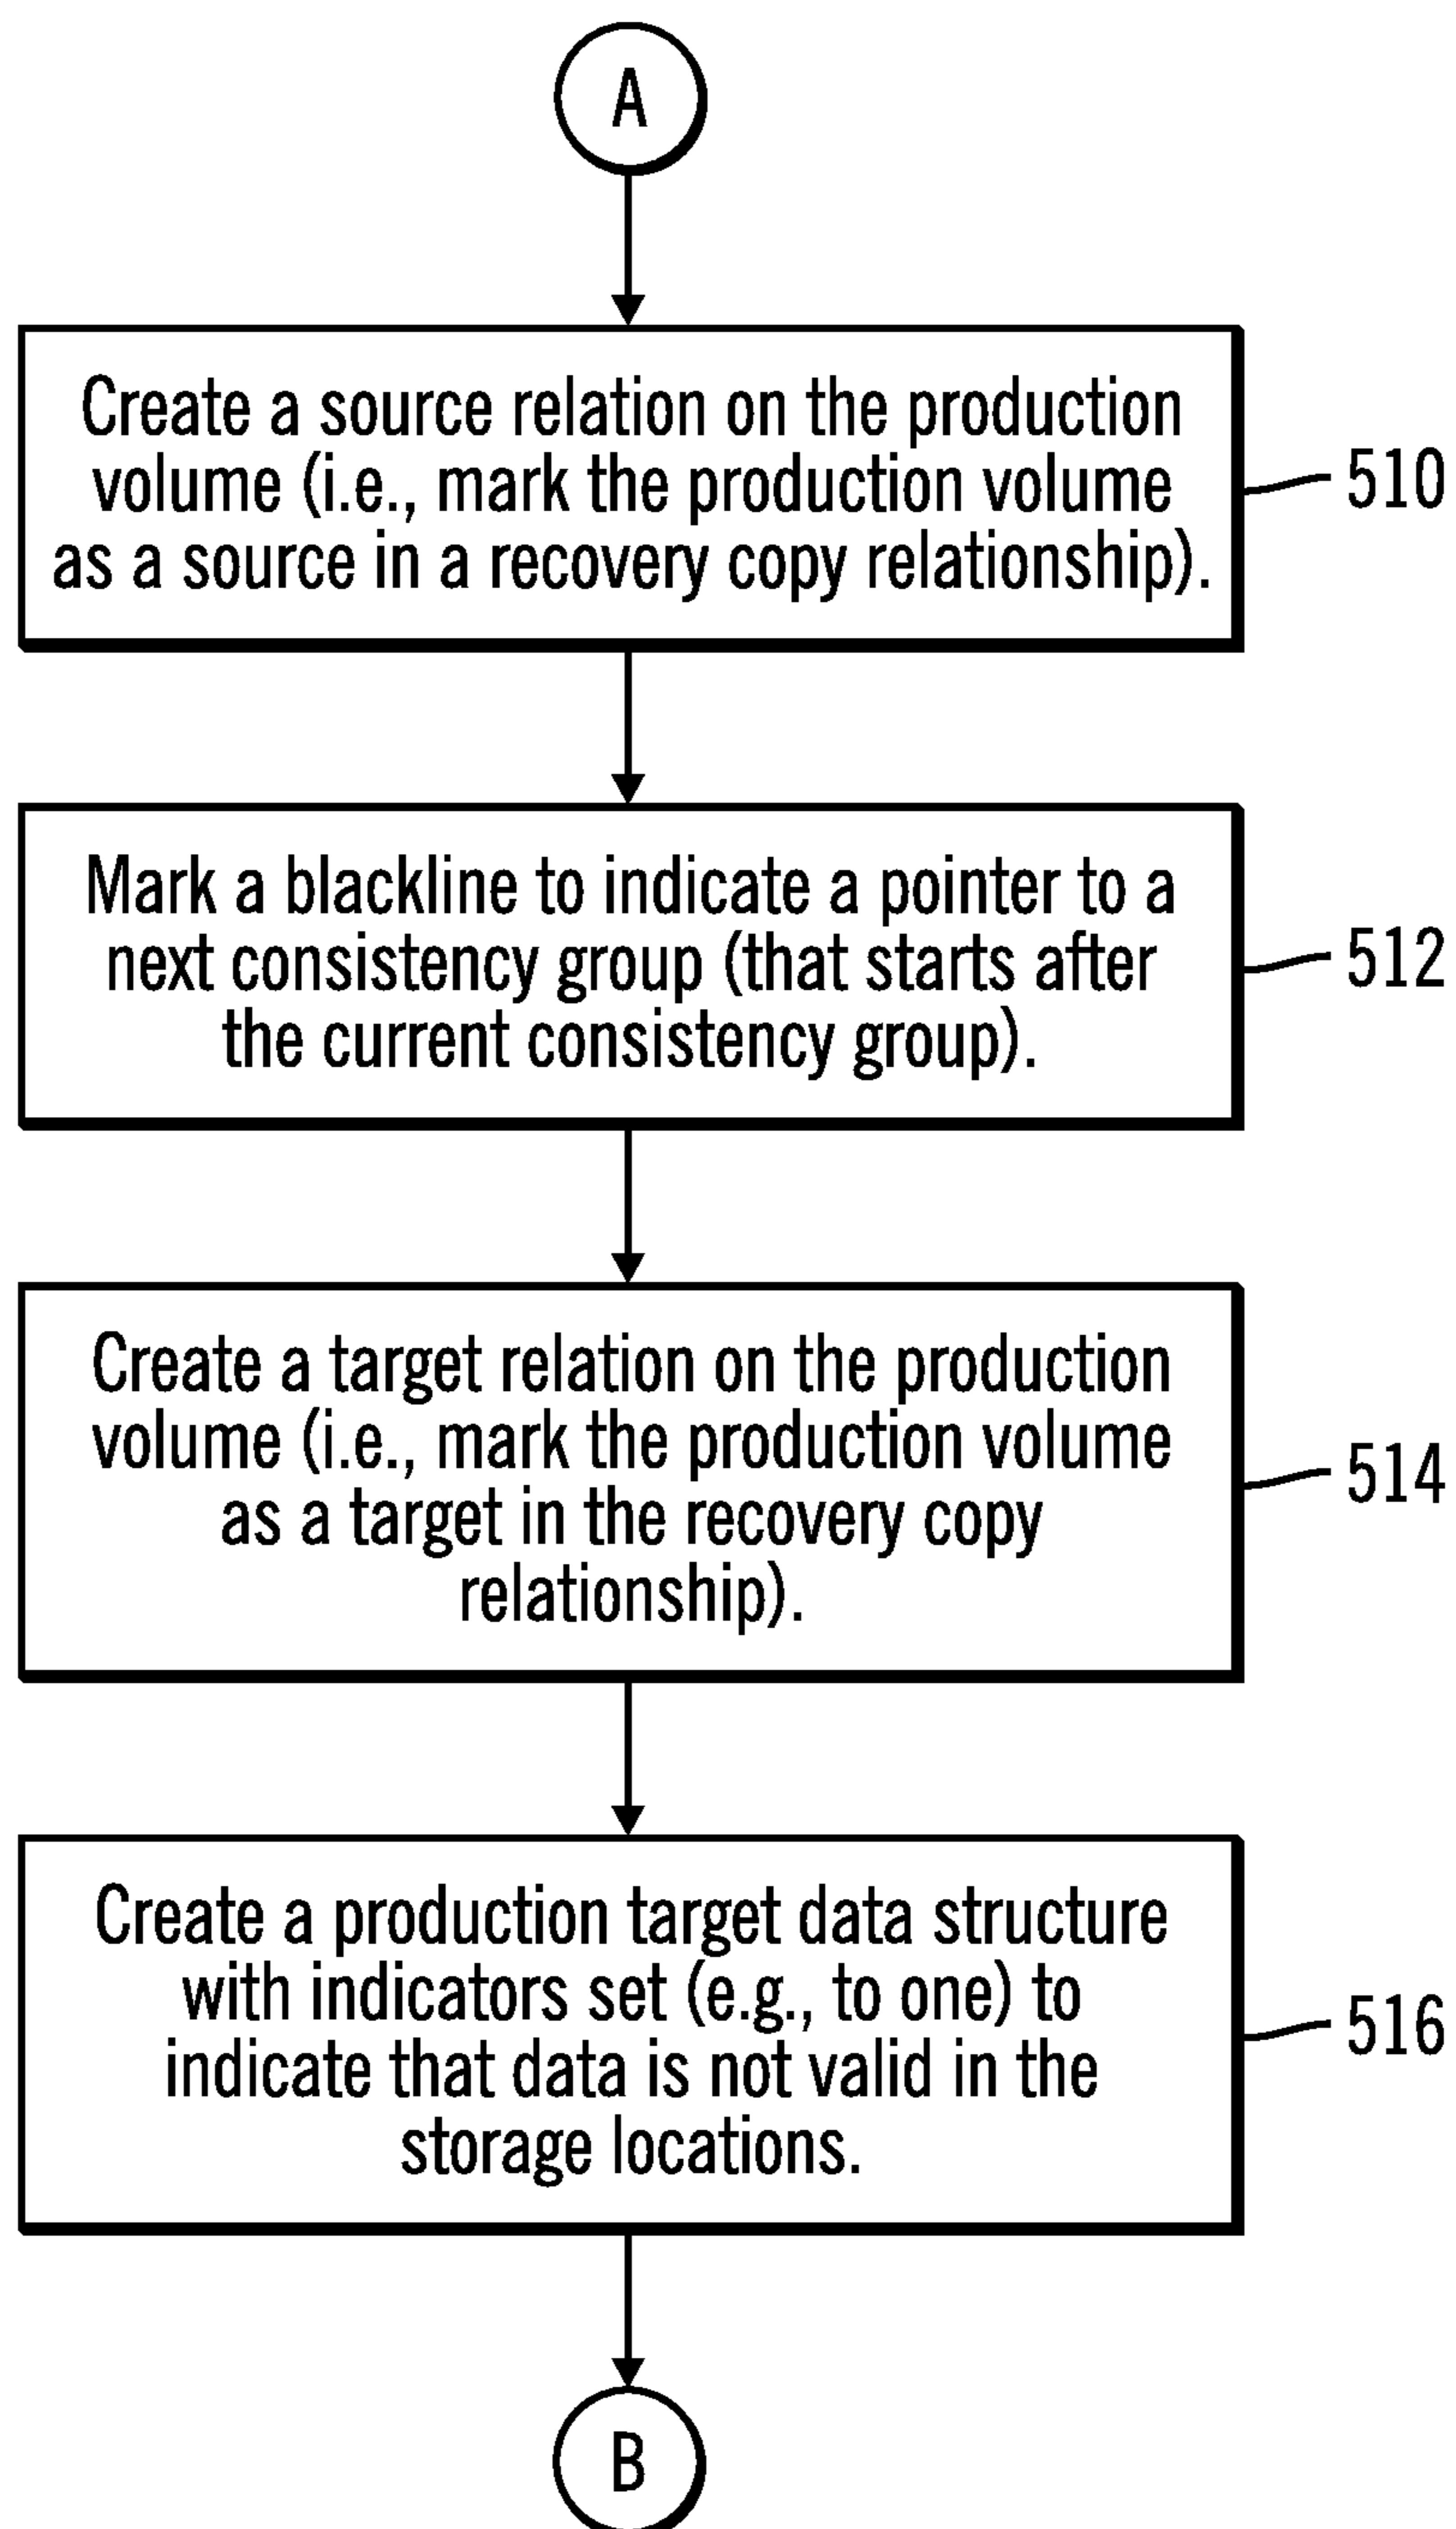 A
Create a source relation on the production
volume (i.e., mark the production volume
as a source in a recovery copy relationship).
510
Mark a blackline to indicate a pointer to a
next consistency group (that starts after
the current consistency group).
512
Create a target relation on the production
volume (i.e., mark the production volume
as a target in the recovery copy
relationship).
514
Create a production target data structure
with indicators set (e.g., to one) to
indicate that data is not valid in the
storage locations.
516
B